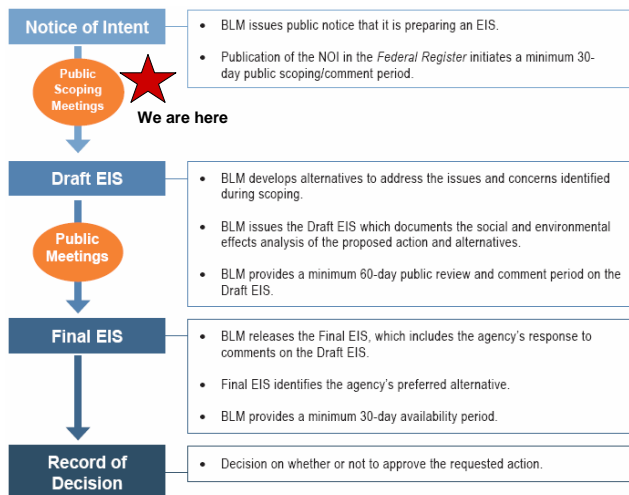 Notice of Intent
• BLM issues public notice that it is preparing an EIS.
• Publication of the NOI in the Federal Register initiates a minimum 30-
day public scoping/comment period.
Public
Scoping
Meetings
We are here
Draft EIS
• BLM develops alternatives to address the issues and concerns identified
during scoping.
• BLM issues the Draft EIS which documents the social and environmental
effects analysis of the proposed action and alternatives.
• BLM provides a minimum 60-day public review and comment period on the
Draft EIS.
Public
Meetings
Final EIS
• BLM releases the Final EIS, which includes the agency's response to
comments on the Draft EIS.
• Final EIS identifies the agency's preferred alternative.
• BLM provides a minimum 30-day availability period.
Record of
Decision
• Decision on whether or not to approve the requested action.